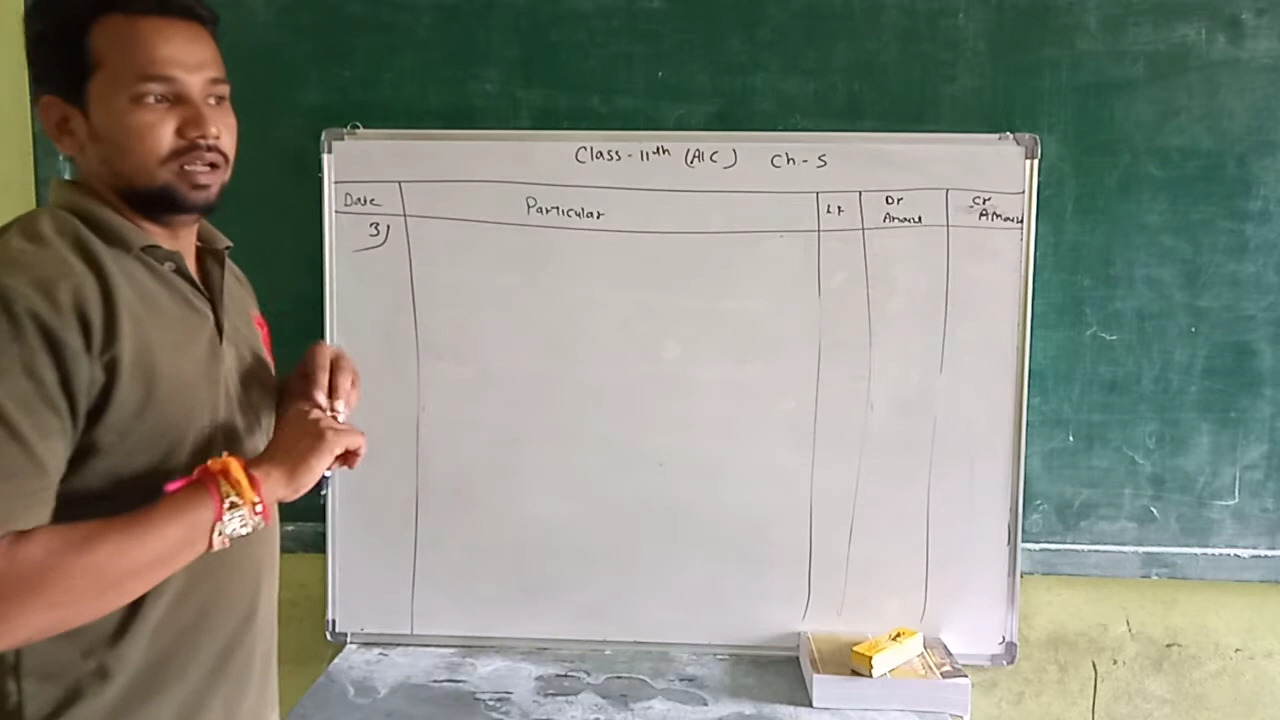 Class - 11th (A/C) Ch.- 5
Date Particular L.F Dr Amount Cr Amount
3)